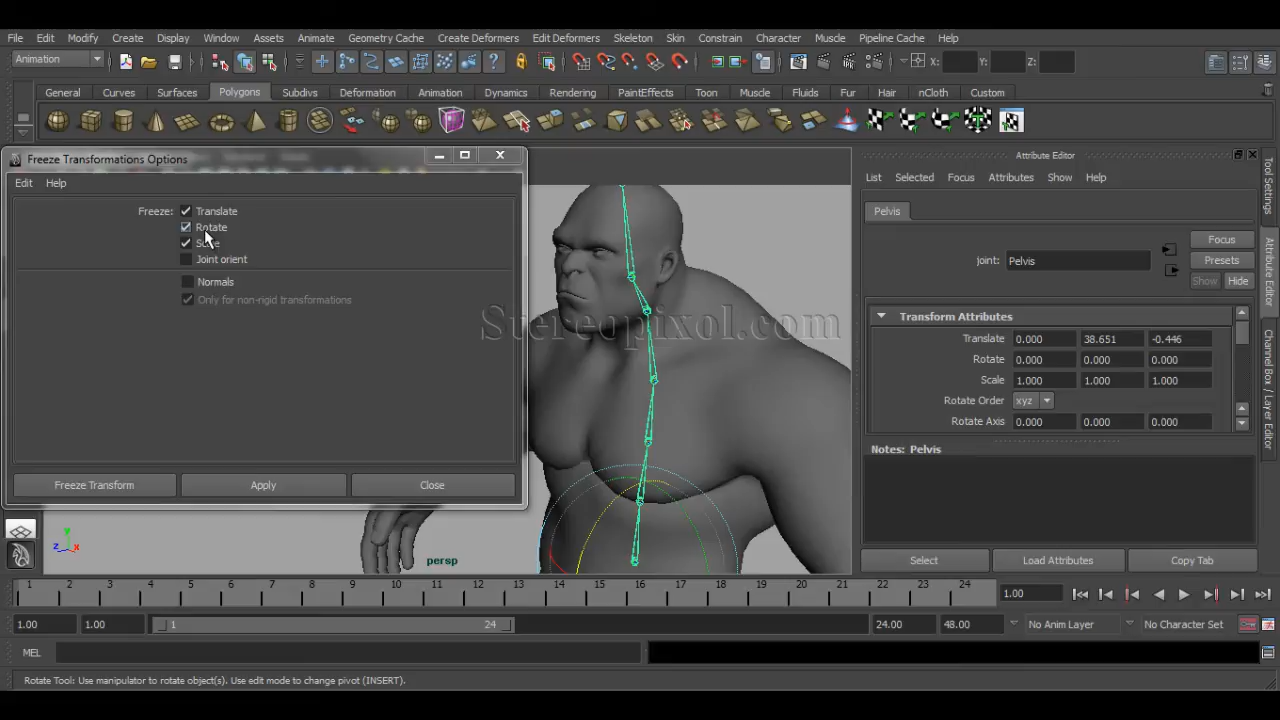 File Edit Modify Create Display Window Assets Animate Geometry Cache Create Deformers Edit Deformers Skeleton Skin Constrain Character Muscle Pipeline Cache Help
Animation X: Y: Z:
General Curves Surfaces Polygons Subdivs Deformation Animation Dynamics Rendering PaintEffects Toon Muscle Fluids Fur Hair nCloth Custom
Freeze Transformations Options
Edit Help
Freeze: Translate
Rotate
Joint orient
Normals
Only for non-rigid transformations
Freeze Transform Apply Close
Stereopixol.com
persp
y
z x
Attribute Editor
List Selected Focus Attributes Show Help
Pelvis
Focus
joint: Pelvis Presets
Show Hide
Transform Attributes
Translate 0.000 38.651 -0.446
Rotate 0.000 0.000 0.000
Scale 1.000 1.000 1.000
Rotate Order xyz
Rotate Axis 0.000 0.000 0.000
Notes: Pelvis
Select Load Attributes Copy Tab
Tool Settings
Attribute Editor
Channel Box / Layer Editor
1 2 3 4 5 6 7 8 9 10 11 12 13 14 15 16 17 18 19 20 21 22 23 24 1.00
1.00 1.00 1 24 24.00 48.00 No Anim Layer No Character Set
MEL
Rotate Tool: Use manipulator to rotate object(s). Use edit mode to change pivot (INSERT).